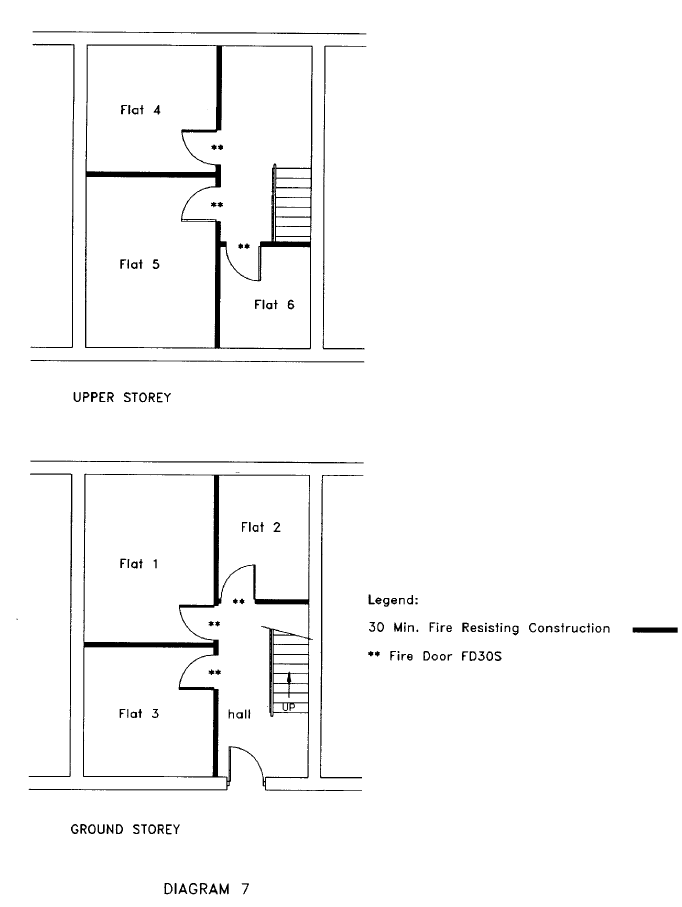 Flat 4
**
**
Flat 5
**
Flat 6
UPPER STOREY
Flat 2
Flat 1
**
**
**
Flat 3
hall
UP
Legend:
30 Min. Fire Resisting Construction
** Fire Door FD30S
GROUND STOREY
DIAGRAM 7